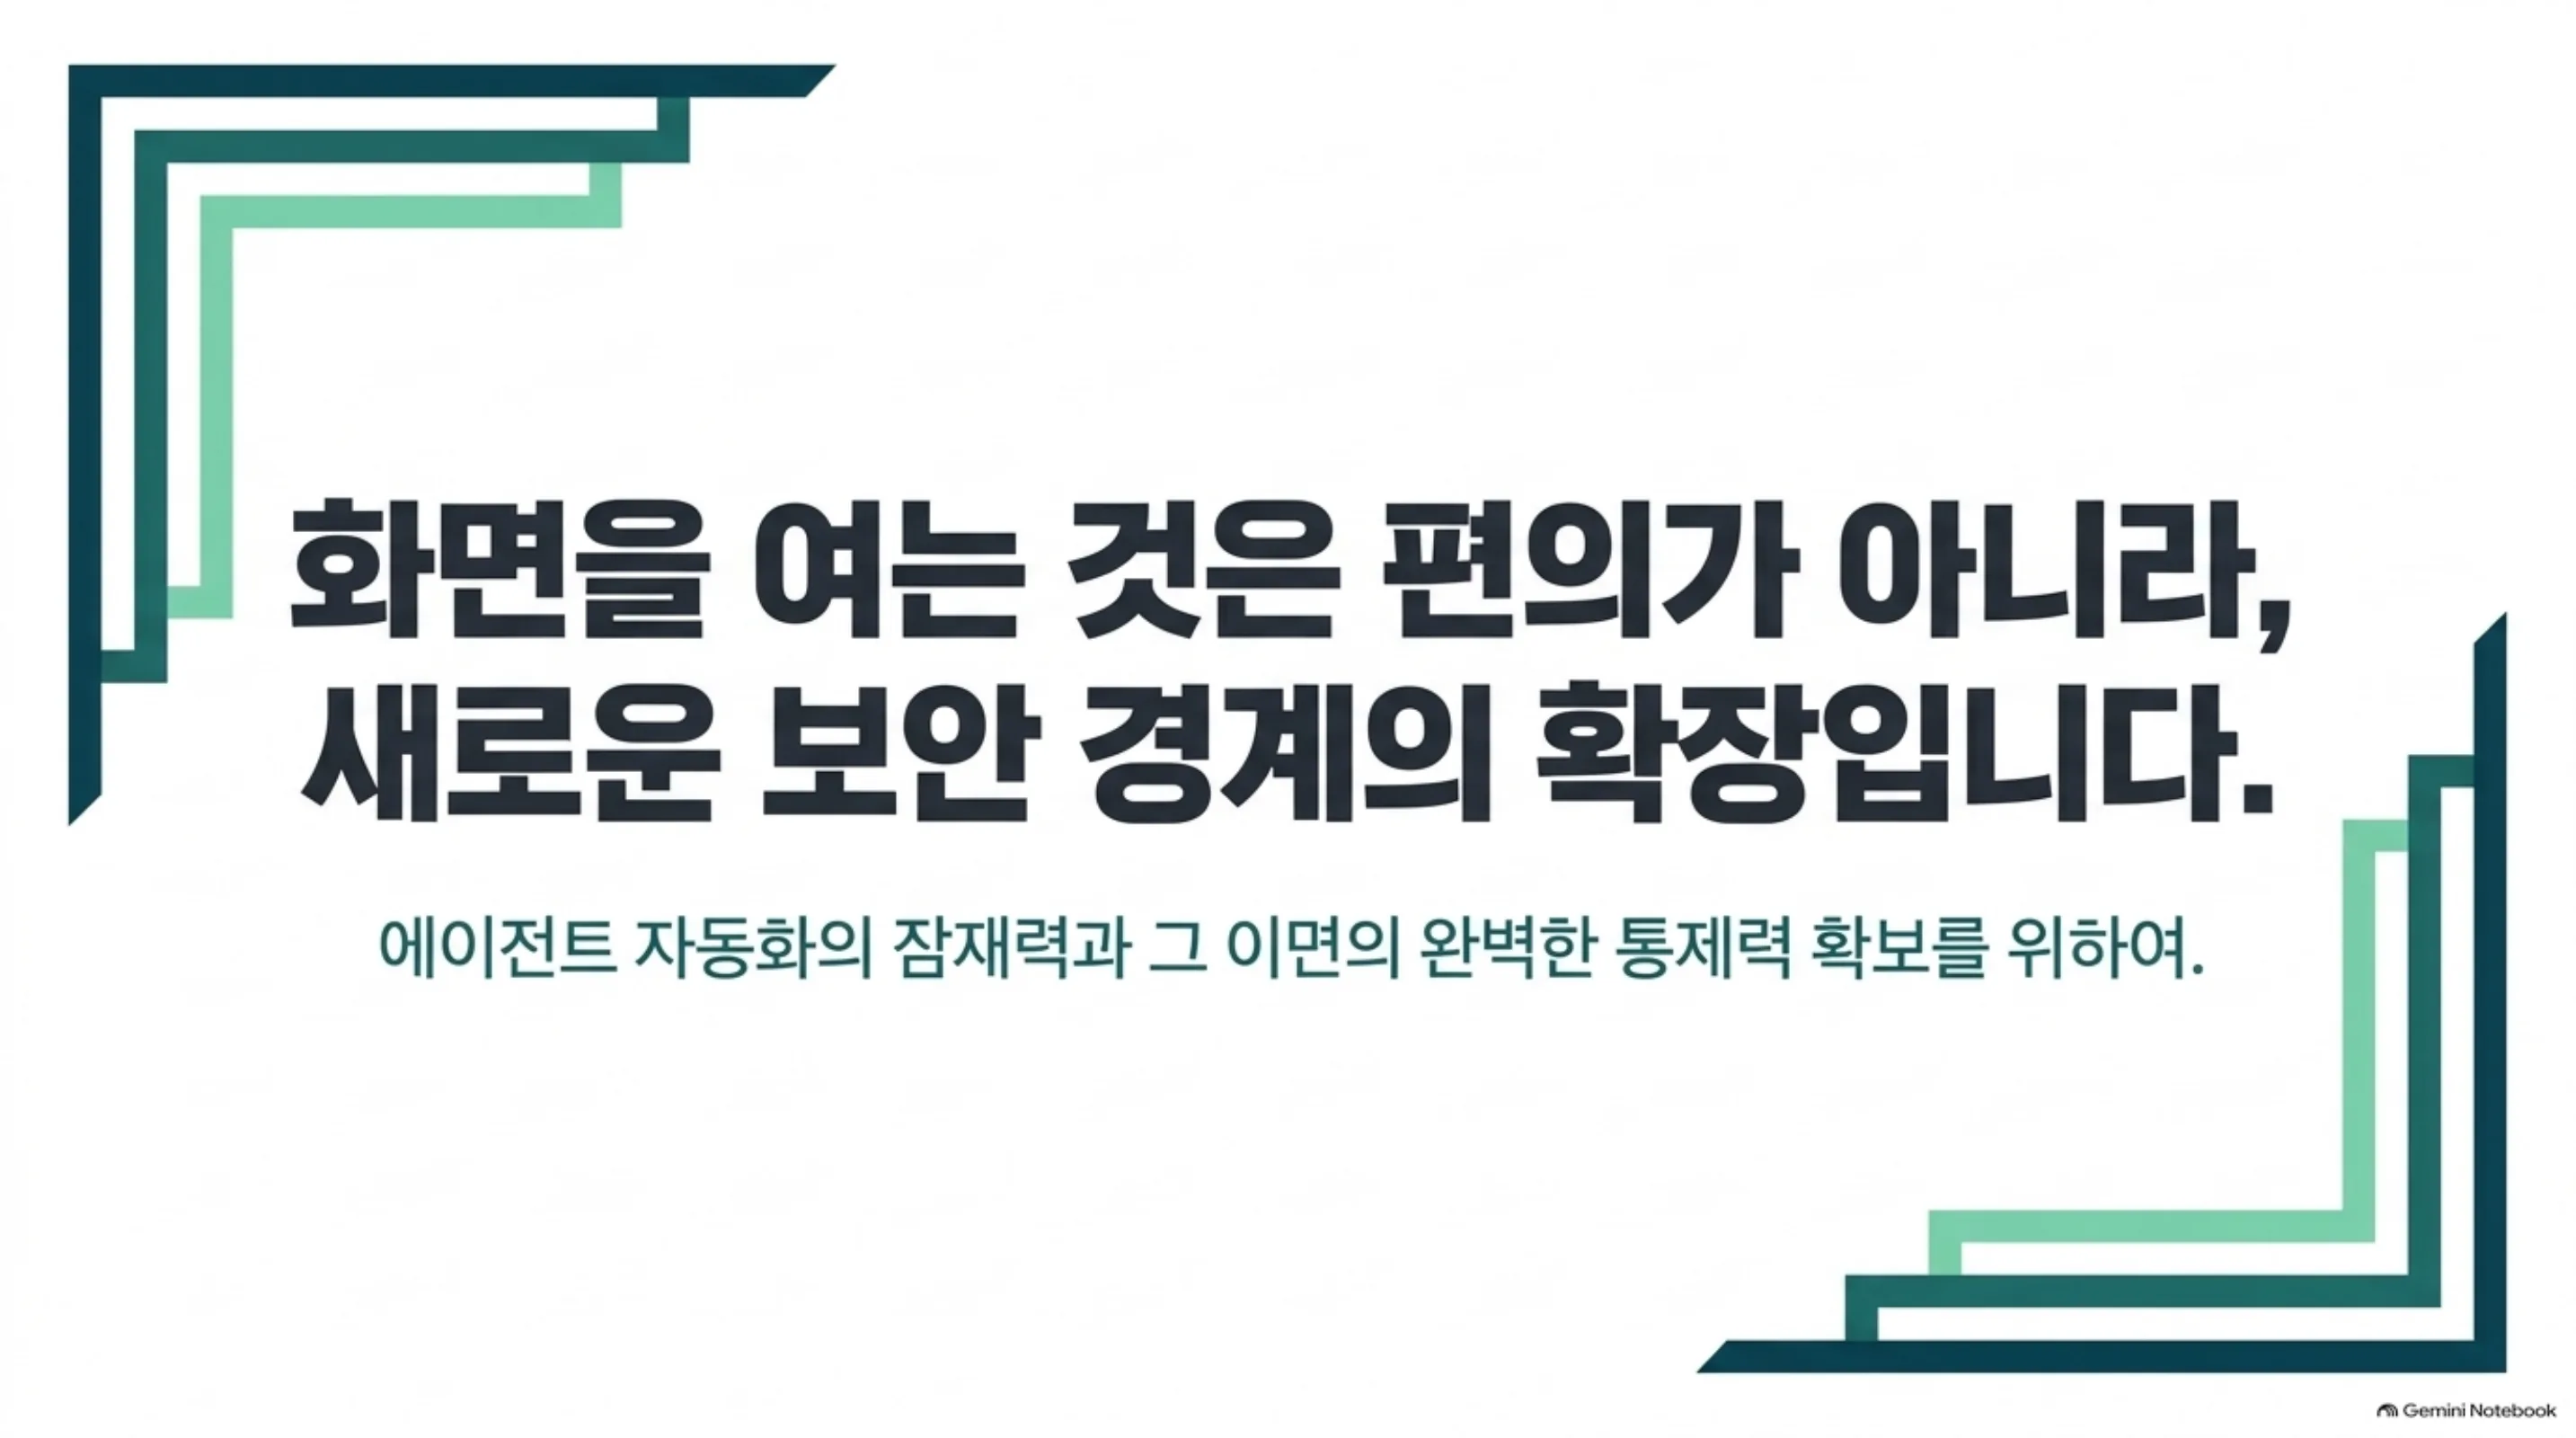 화면을 여는 것은 편의가 아니라,
새로운 보안 경계의 확장입니다.
에이전트 자동화의 잠재력과 그 이면의 완벽한 통제력 확보를 위하여.
Gemini Notebook